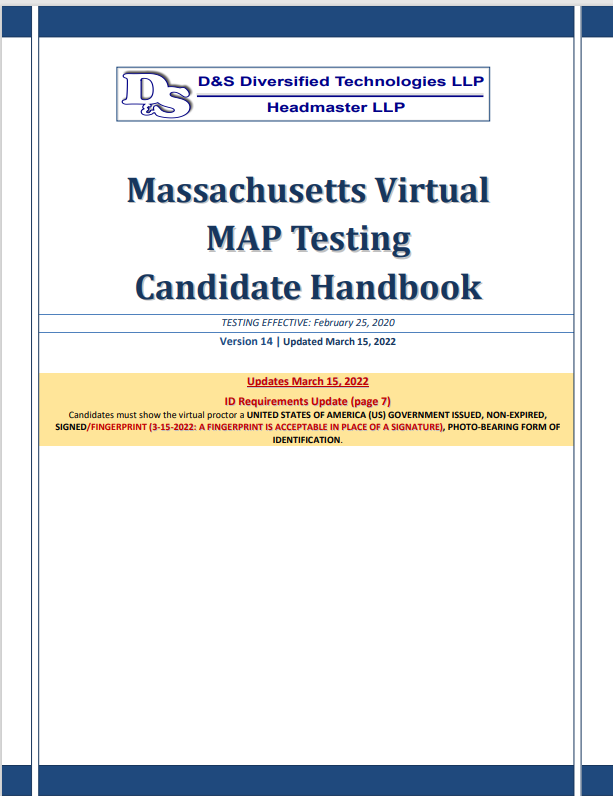 D&S
D&S Diversified Technologies LLP
Headmaster LLP
Massachusetts Virtual
MAP Testing
Candidate Handbook
TESTING EFFECTIVE: February 25, 2020
Version 14 | Updated March 15, 2022
Updates March 15, 2022
ID Requirements Update (page 7)
Candidates must show the virtual proctor a UNITED STATES OF AMERICA (US) GOVERNMENT ISSUED, NON-EXPIRED,
SIGNED/FINGERPRINT (3-15-2022: A FINGERPRINT IS ACCEPTABLE IN PLACE OF A SIGNATURE), PHOTO-BEARING FORM OF
IDENTIFICATION.